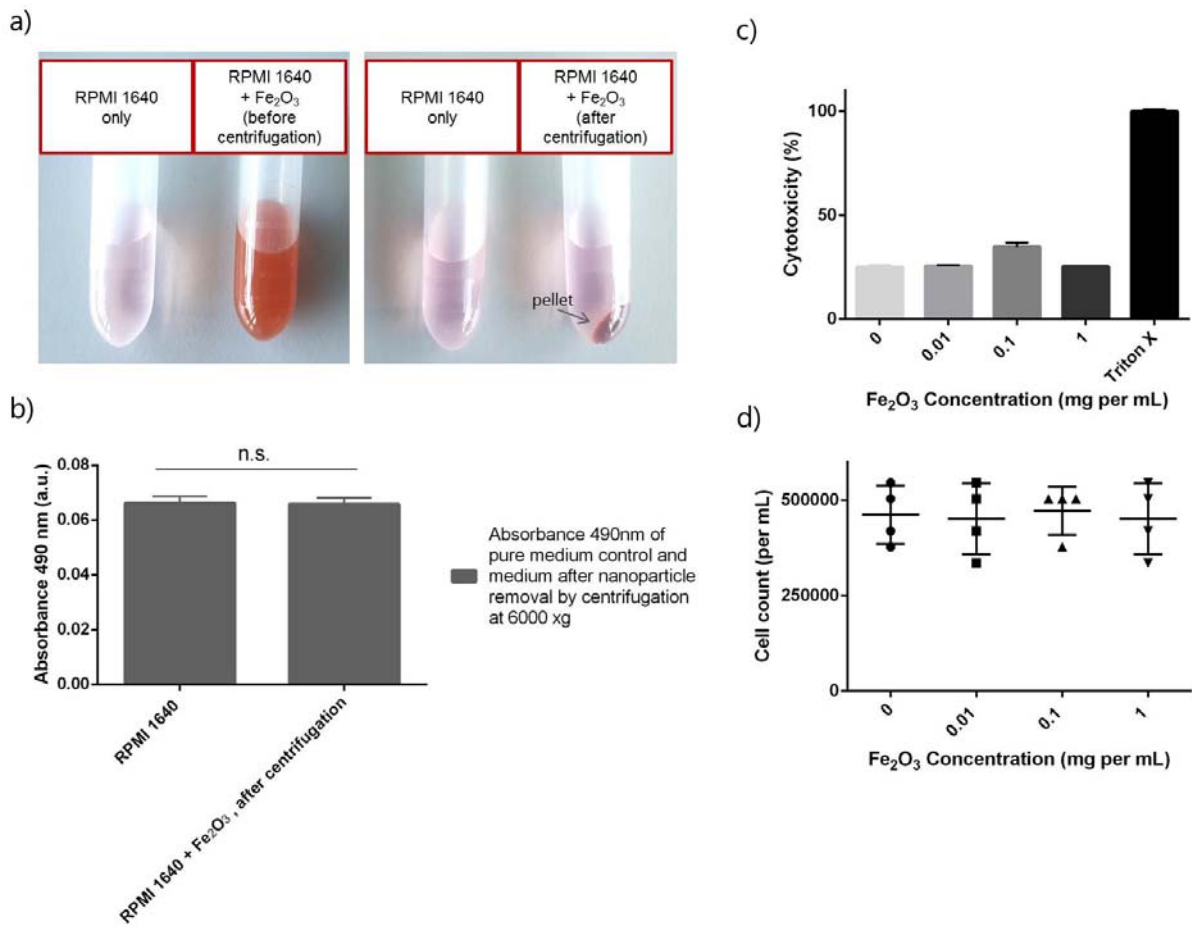 a)
RPMI 1640
only
RPMI 1640
+ Fe₂O₃
(before
centrifugation)
RPMI 1640
only
RPMI 1640
+ Fe₂O₃
(after
centrifugation)
pellet
b)
n.s.
Absorbance 490 nm (a.u.)
0.08
0.06
0.04
0.02
0.00
RPMI 1640
RPMI 1640 + Fe₂O₃ , after centrifugation
Absorbance 490nm of
pure medium control and
medium after nanoparticle
removal by centrifugation
at 6000 xg
c)
Cytotoxicity (%)
100
50
0
0
0.01
0.1
1
Triton X
Fe₂O₃ Concentration (mg per mL)
d)
Cell count (per mL)
500000
250000
0
0
0.01
0.1
1
Fe₂O₃ Concentration (mg per mL)